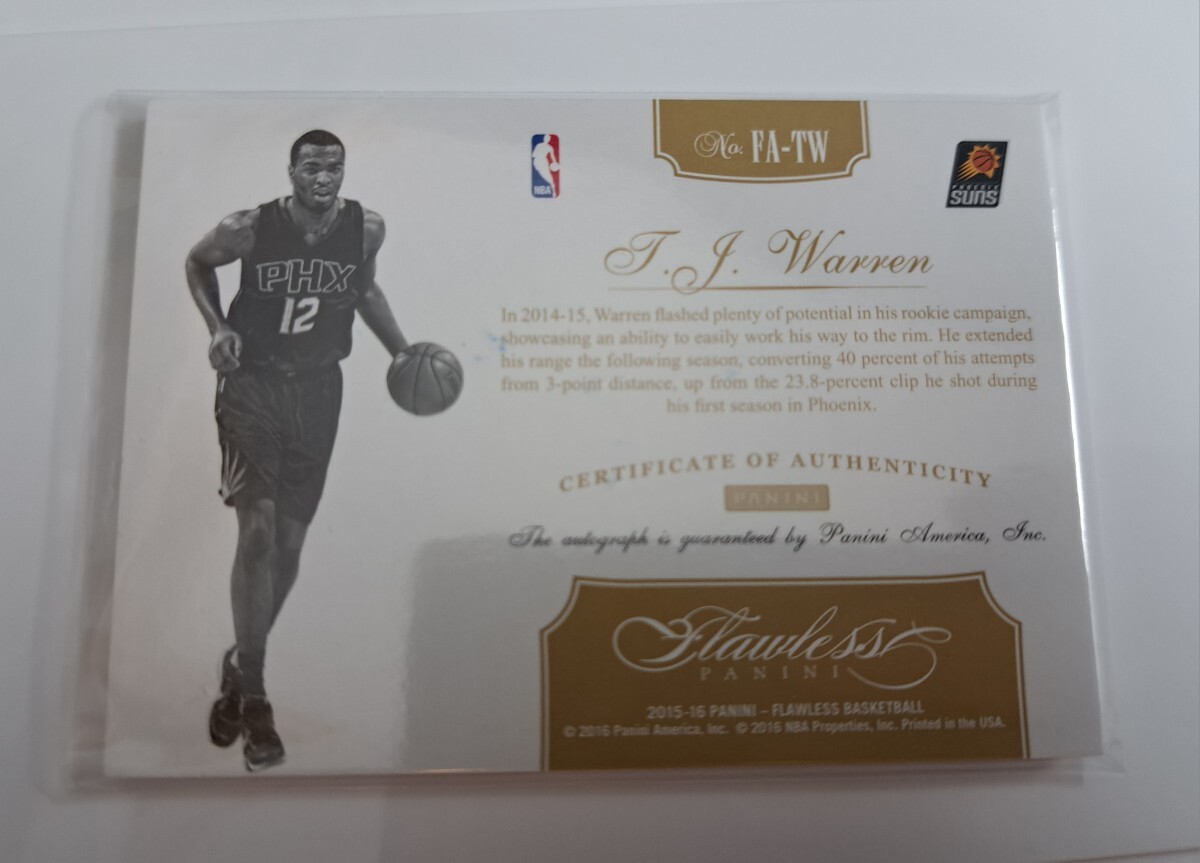 No. FA-TW
NBA
PHOENIX
SUNS
T. J. Warren
PHX
12
In 2014-15, Warren flashed plenty of potential in his rookie campaign,
showcasing an ability to easily work his way to the rim. He extended
his range the following season, converting 40 percent of his attempts
from 3-point distance, up from the 23.8-percent clip he shot during
his first season in Phoenix.
CERTIFICATE OF AUTHENTICITY
PANINI
The autograph is guaranteed by Panini America, Inc.
Flawless
PANINI
2015-16 PANINI – FLAWLESS BASKETBALL
© 2016 Panini America, Inc. © 2016 NBA Properties, Inc. Printed in the USA.